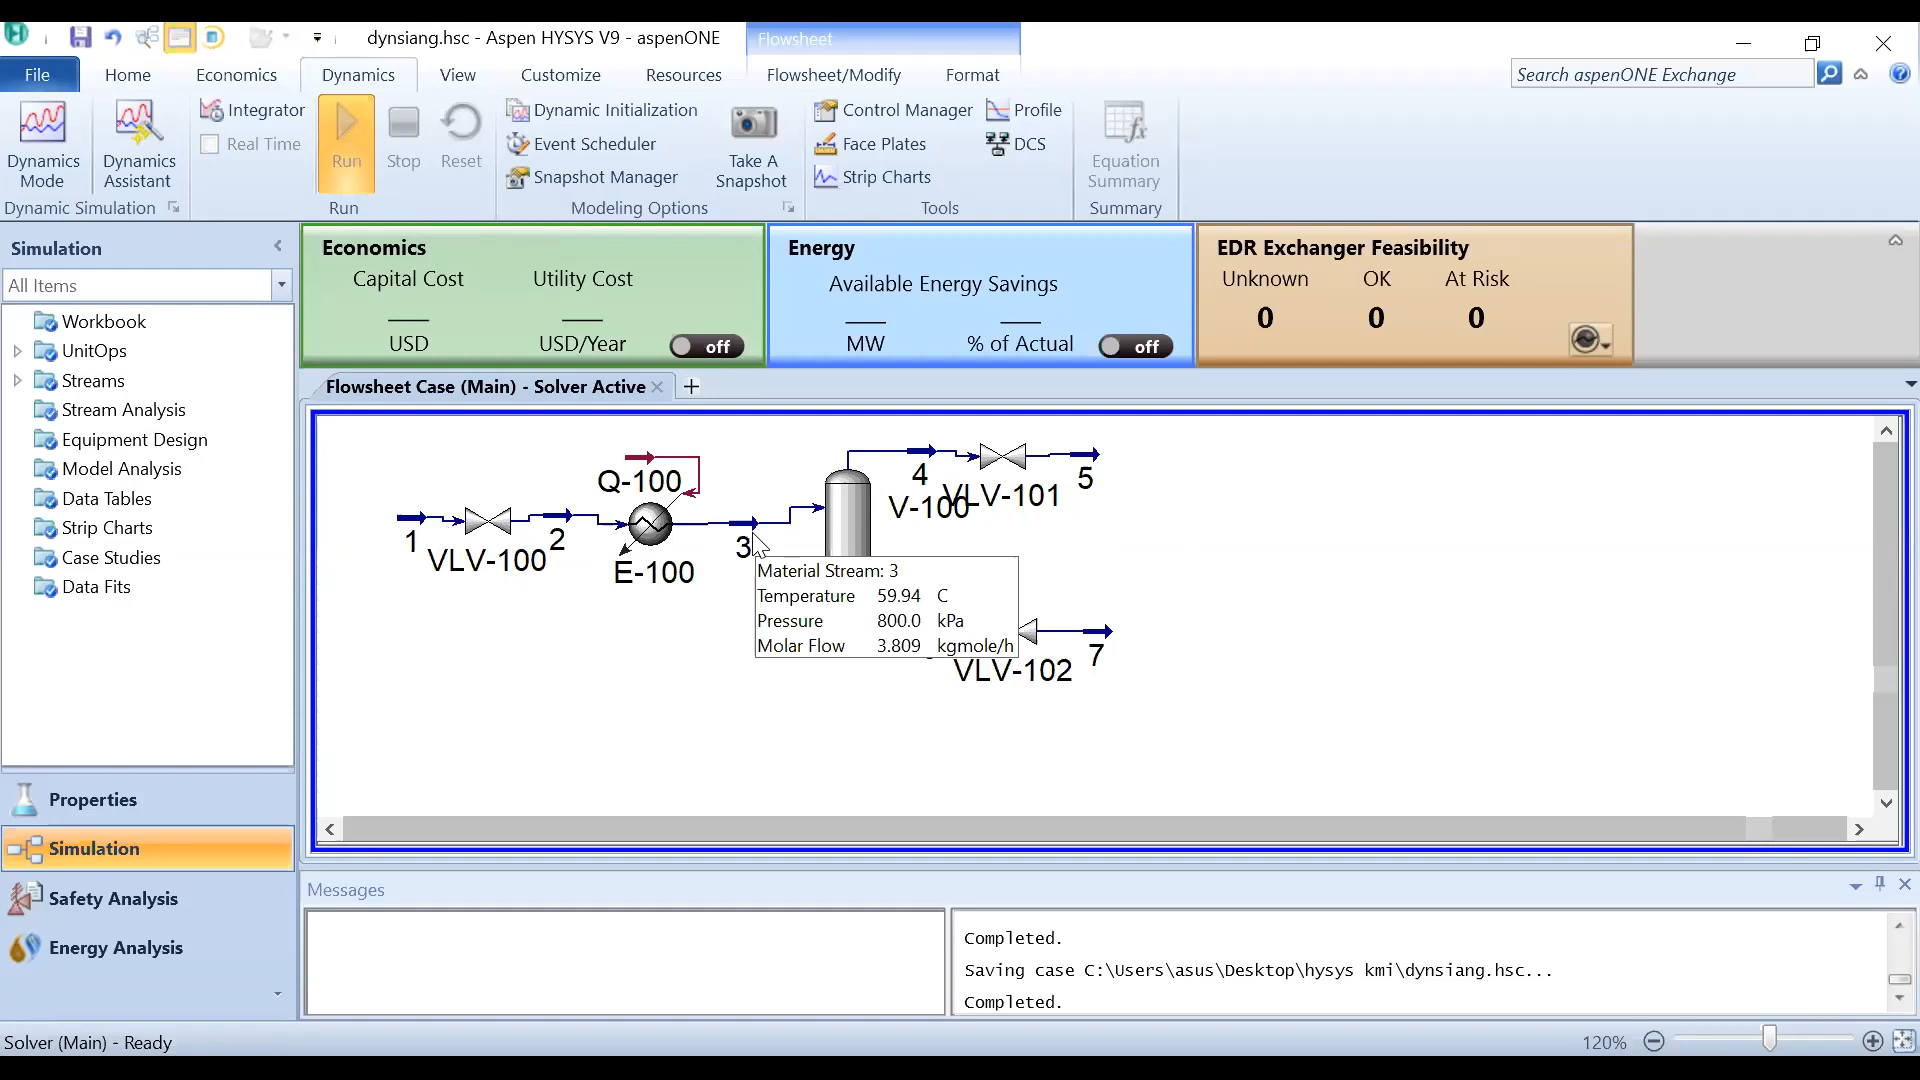 dynsiang.hsc - Aspen HYSYS V9 - aspenONE
Flowsheet
File Home Economics Dynamics View Customize Resources Flowsheet/Modify Format
Search aspenONE Exchange
Dynamics Mode
Dynamics Assistant
Dynamic Simulation
Integrator
Real Time
Run
Stop
Reset
Run
Dynamic Initialization
Event Scheduler
Snapshot Manager
Take A Snapshot
Modeling Options
Control Manager
Face Plates
Strip Charts
Profile
DCS
Tools
Equation Summary
Summary
Simulation
All Items
Workbook
UnitOps
Streams
Stream Analysis
Equipment Design
Model Analysis
Data Tables
Strip Charts
Case Studies
Data Fits
Properties
Simulation
Safety Analysis
Energy Analysis
Economics
Capital Cost Utility Cost
USD USD/Year off
Energy
Available Energy Savings
MW % of Actual off
EDR Exchanger Feasibility
Unknown OK At Risk
0 0 0
Flowsheet Case (Main) - Solver Active
1
VLV-100
2
Q-100
E-100
3
4
V-100
VLV-101
5
VLV-102
7
Material Stream: 3
Temperature 59.94 C
Pressure 800.0 kPa
Molar Flow 3.809 kgmole/h
Messages
Completed.
Saving case C:\Users\asus\Desktop\hysys kmi\dynsiang.hsc...
Completed.
Solver (Main) - Ready
120%